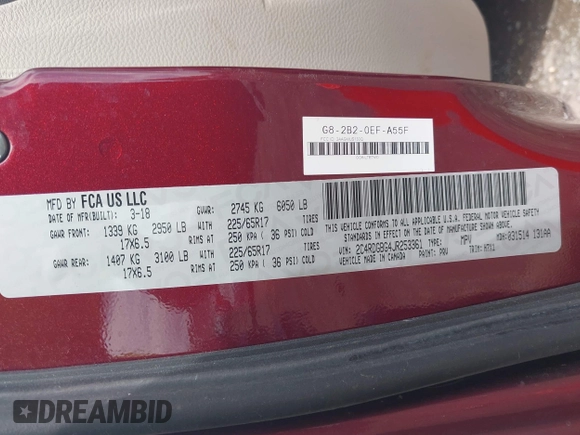 G8-2B2-0EF-A55F
MFD BY FCA US LLC
DATE OF MFR(BUILT): 3-18
GVWR: 2745 KG 6050 LB
GAWR FRONT: 1339 KG 2950 LB WITH 225/65R17 TIRES
17X6.5 RIMS AT 250 KPA ( 36 PSI) COLD
GAWR REAR: 1407 KG 3100 LB WITH 225/65R17 TIRES
17X6.5 RIMS AT 250 KPA ( 36 PSI) COLD
THIS VEHICLE CONFORMS TO ALL APPLICABLE U.S.A. FEDERAL MOTOR VEHICLE SAFETY
STANDARDS IN EFFECT ON THE DATE OF MANUFACTURE SHOWN ABOVE.
VIN: 2C4RDGBG4JR253361 TYPE: MPV MDH:031514 131AA
VEHICLE MADE IN CANADA PAINT: PRV TRIM:
DREAMBID